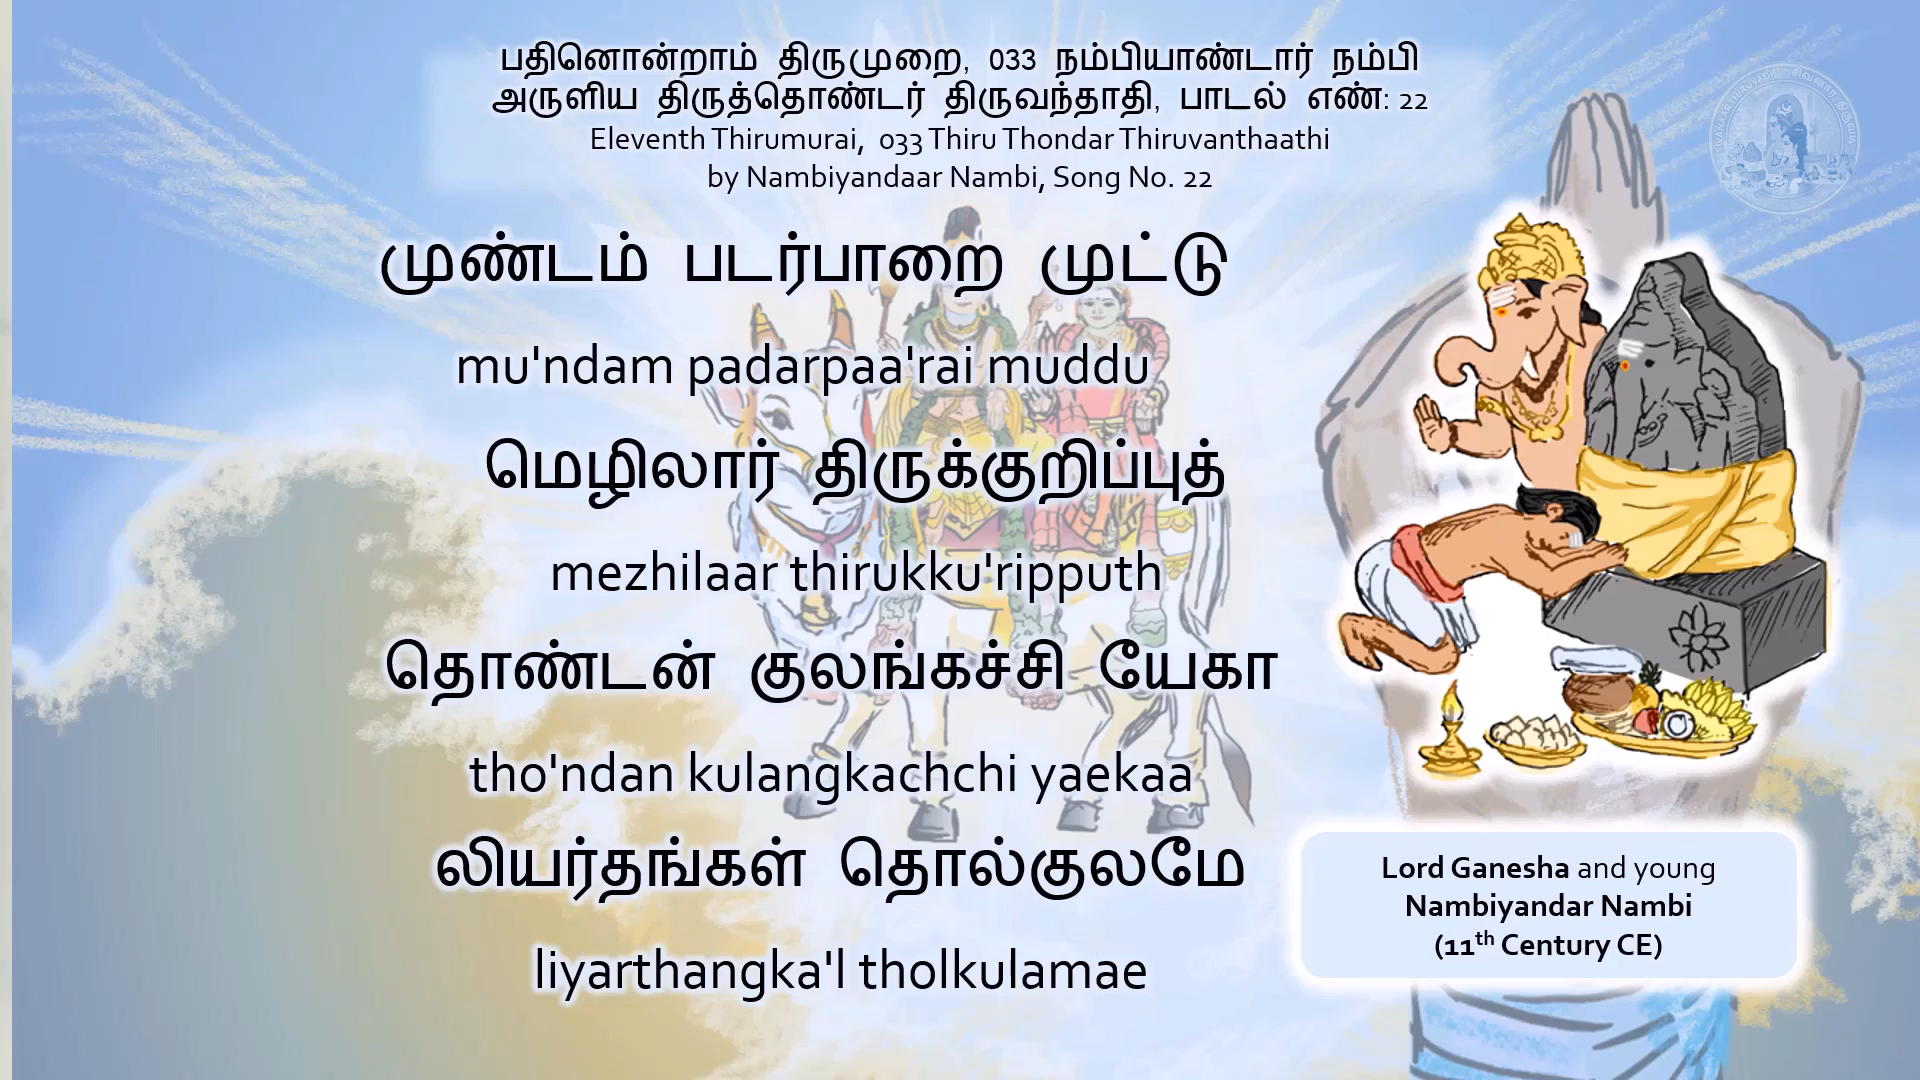 பதினொன்றாம் திருமுறை, 033 நம்பியாண்டார் நம்பி
அருளிய திருத்தொண்டர் திருவந்தாதி, பாடல் எண்: 22
Eleventh Thirumurai, 033 Thiru Thondar Thiruvanthaathi
by Nambiyandaar Nambi, Song No. 22
முண்டம் படர்பாறை முட்டு
mu'ndam padarpaa'rai muddu
மெழிலார் திருக்குறிப்புத்
mezhilaar thirukku'ripputh
தொண்டன் குலங்கச்சி யேகா
tho'ndan kulangkachchi yaekaa
லியர்தங்கள் தொல்குலமே
liyarthangka'l tholkulamae
Lord Ganesha and young
Nambiyandar Nambi
(11th Century CE)